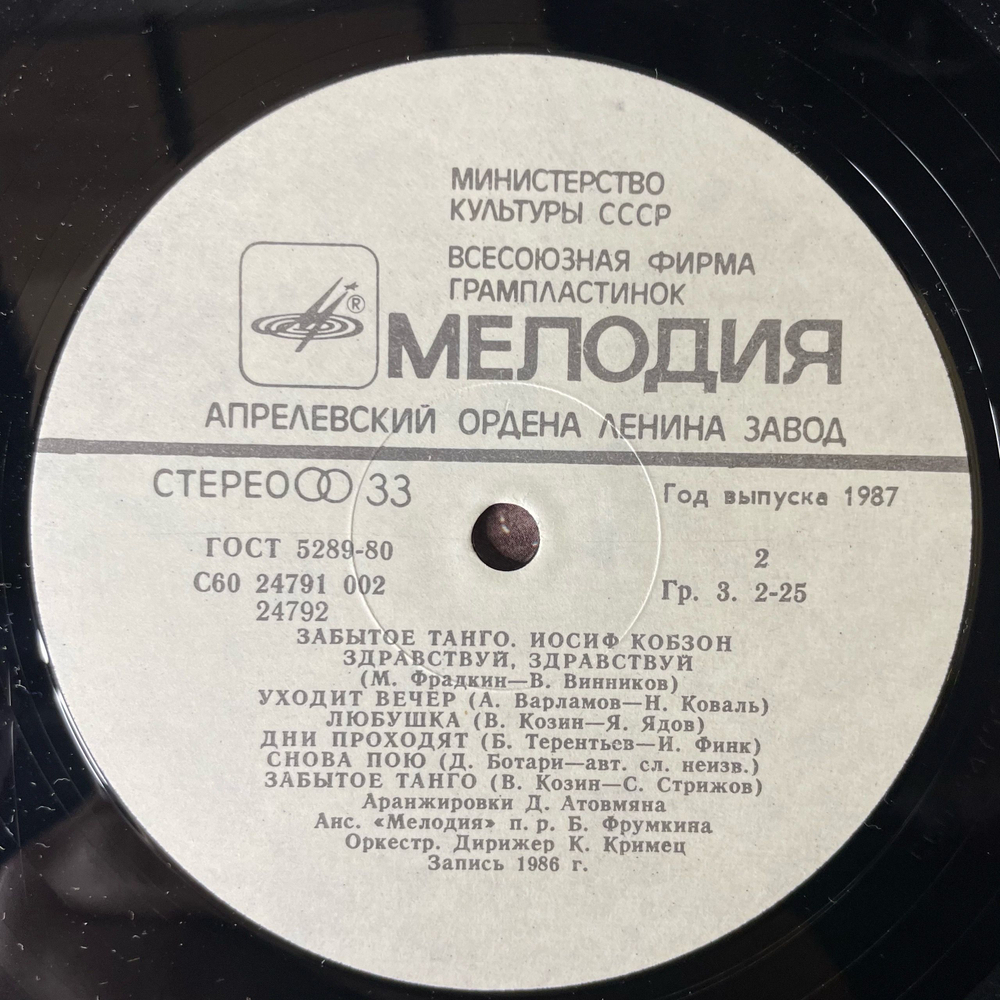 МИНИСТЕРСТВО
КУЛЬТУРЫ СССР
ВСЕСОЮЗНАЯ ФИРМА
ГРАМПЛАСТИНОК
®
МЕЛОДИЯ
АПРЕЛЕВСКИЙ ОРДЕНА ЛЕНИНА ЗАВОД
СТЕРЕО 33
Год выпуска 1987
ГОСТ 5289-80
2
С60 24791 002
Гр. 3. 2-25
24792
ЗАБЫТОЕ ТАНГО. ИОСИФ КОБЗОН
ЗДРАВСТВУЙ, ЗДРАВСТВУЙ
(М. Фрадкин—В. Винников)
УХОДИТ ВЕЧЕР (А. Варламов—Н. Коваль)
ЛЮБУШКА (В. Козин—Я. Ядов)
ДНИ ПРОХОДЯТ (Б. Терентьев—И. Финк)
СНОВА ПОЮ (Д. Ботари—авт. сл. неизв.)
ЗАБЫТОЕ ТАНГО (В. Козин—С. Стрижов)
Аранжировки Д. Атовмяна
Анс. «Мелодия» п. р. Б. Фрумкина
Оркестр. Дирижер К. Кримец
Запись 1986 г.